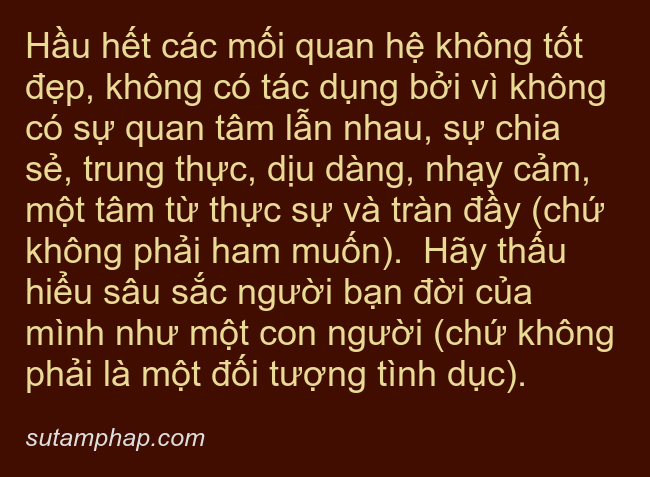 Hầu hết các mối quan hệ không tốt
đẹp, không có tác dụng bởi vì không
có sự quan tâm lẫn nhau, sự chia
sẻ, trung thực, dịu dàng, nhạy cảm,
một tâm từ thực sự và tràn đầy (chứ
không phải ham muốn).  Hãy thấu
hiểu sâu sắc người bạn đời của
mình như một con người (chứ không
phải là một đối tượng tình dục).
sutamphap.com